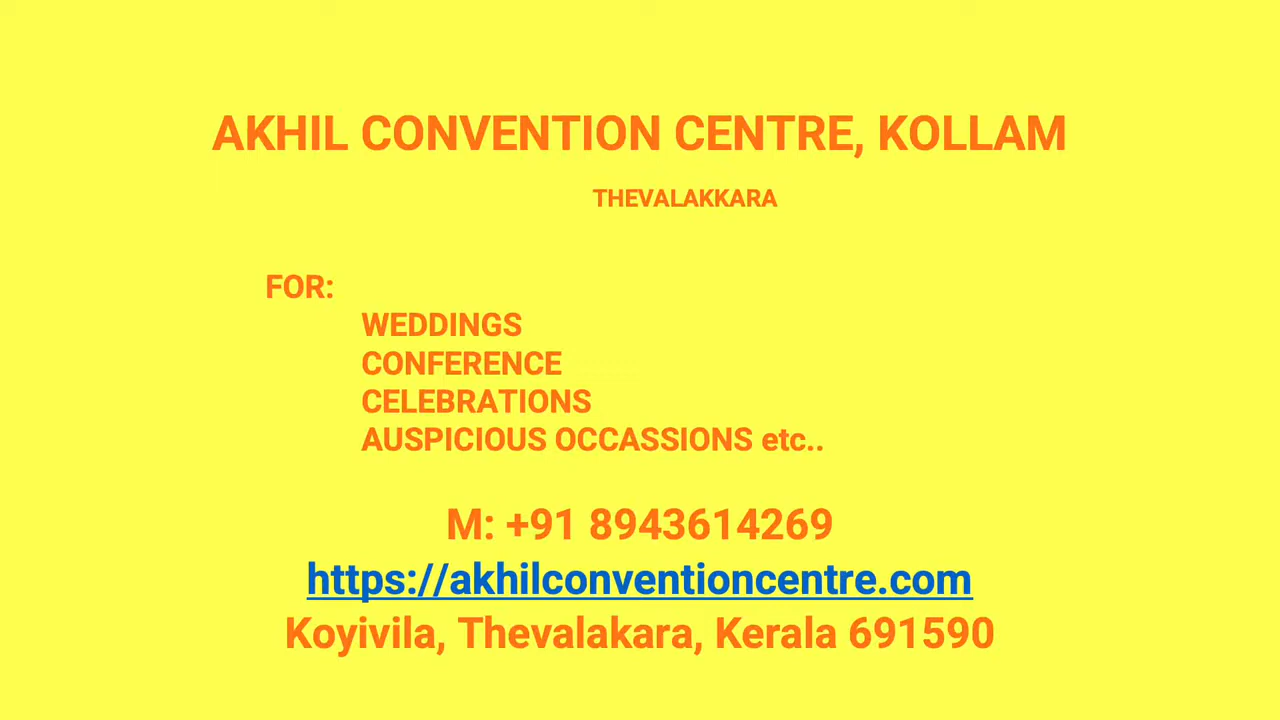 AKHIL CONVENTION CENTRE, KOLLAM
THEVALAKKARA
FOR:
WEDDINGS
CONFERENCE
CELEBRATIONS
AUSPICIOUS OCCASSIONS etc..
M: +91 8943614269
https://akhilconventioncentre.com
Koyivila, Thevalakara, Kerala 691590